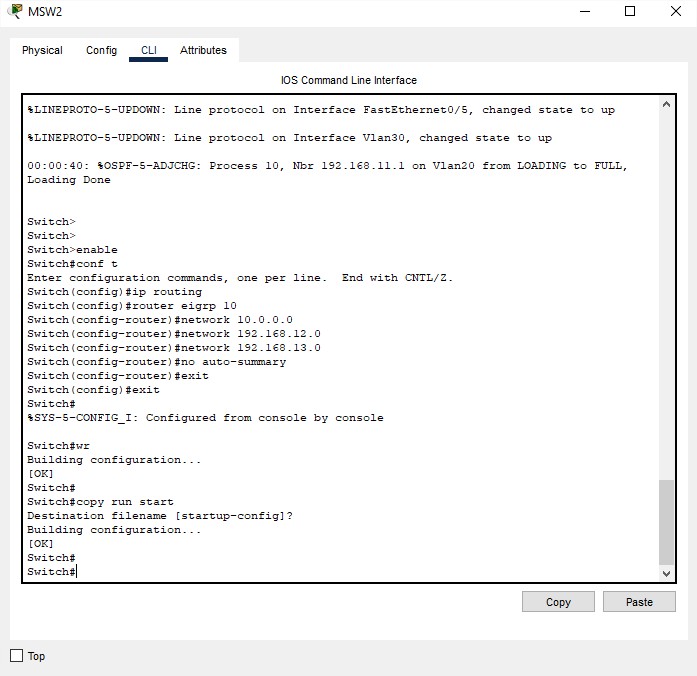 MSW2
Physical Config CLI Attributes
IOS Command Line Interface
%LINEPROTO-5-UPDOWN: Line protocol on Interface FastEthernet0/5, changed state to up
%LINEPROTO-5-UPDOWN: Line protocol on Interface Vlan30, changed state to up
00:00:40: %OSPF-5-ADJCHG: Process 10, Nbr 192.168.11.1 on Vlan20 from LOADING to FULL,
Loading Done
Switch>
Switch>
Switch>enable
Switch#conf t
Enter configuration commands, one per line.  End with CNTL/Z.
Switch(config)#ip routing
Switch(config)#router eigrp 10
Switch(config-router)#network 10.0.0.0
Switch(config-router)#network 192.168.12.0
Switch(config-router)#network 192.168.13.0
Switch(config-router)#no auto-summary
Switch(config-router)#exit
Switch(config)#exit
Switch#
%SYS-5-CONFIG_I: Configured from console by console
Switch#wr
Building configuration...
[OK]
Switch#
Switch#copy run start
Destination filename [startup-config]?
Building configuration...
[OK]
Switch#
Switch#
Copy Paste
Top